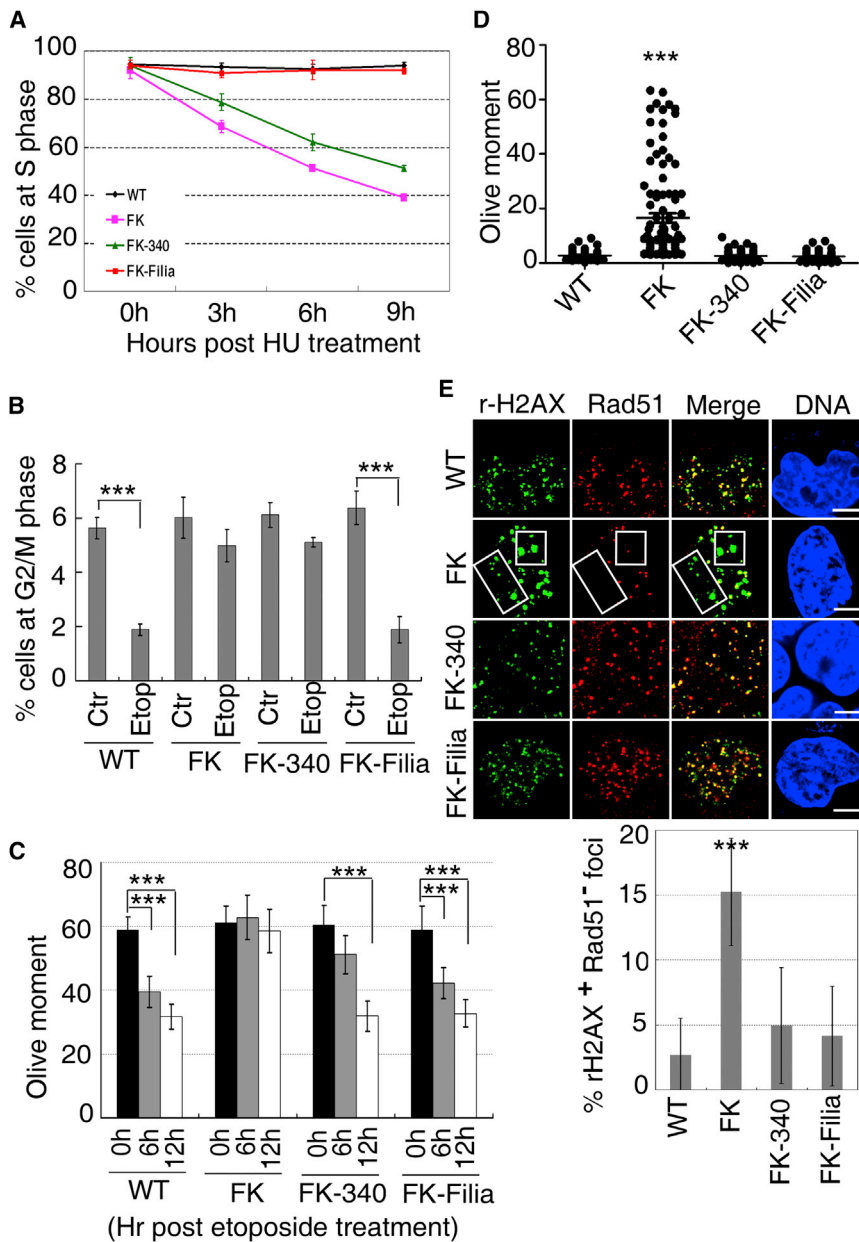 A
% cells at S phase
100
80
60
40
20
0
WT
FK
FK-340
FK-Filia
0h 3h 6h 9h
Hours post HU treatment
B
% cells at G2/M phase
8
6
4
2
0
*** ***
Ctr Etop Ctr Etop Ctr Etop Ctr Etop
WT FK FK-340 FK-Filia
C
Olive moment
80
60
40
20
0
***
***
***
***
***
0h 6h 12h 0h 6h 12h 0h 6h 12h 0h 6h 12h
WT FK FK-340 FK-Filia
(Hr post etoposide treatment)
D
Olive moment
80
60
40
20
0
***
WT FK FK-340 FK-Filia
E
r-H2AX Rad51 Merge DNA
WT
FK
FK-340
FK-Filia
% rH2AX + Rad51- foci
20
15
10
5
0
***
WT FK FK-340 FK-Filia